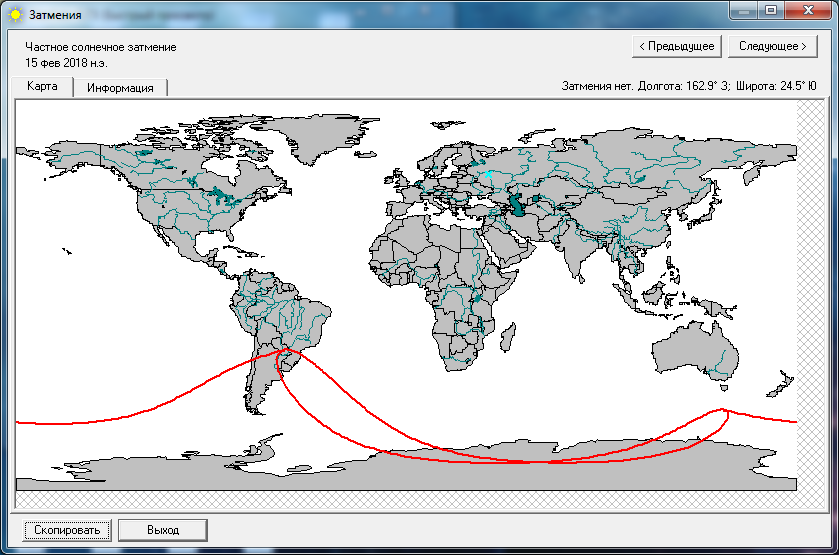 Затмения
Частное солнечное затмение
15 фев 2018 н.э.
< Предыдущее
Следующее >
Карта
Информация
Затмения нет. Долгота: 162.9° З; Широта: 24.5° Ю
Скопировать
Выход